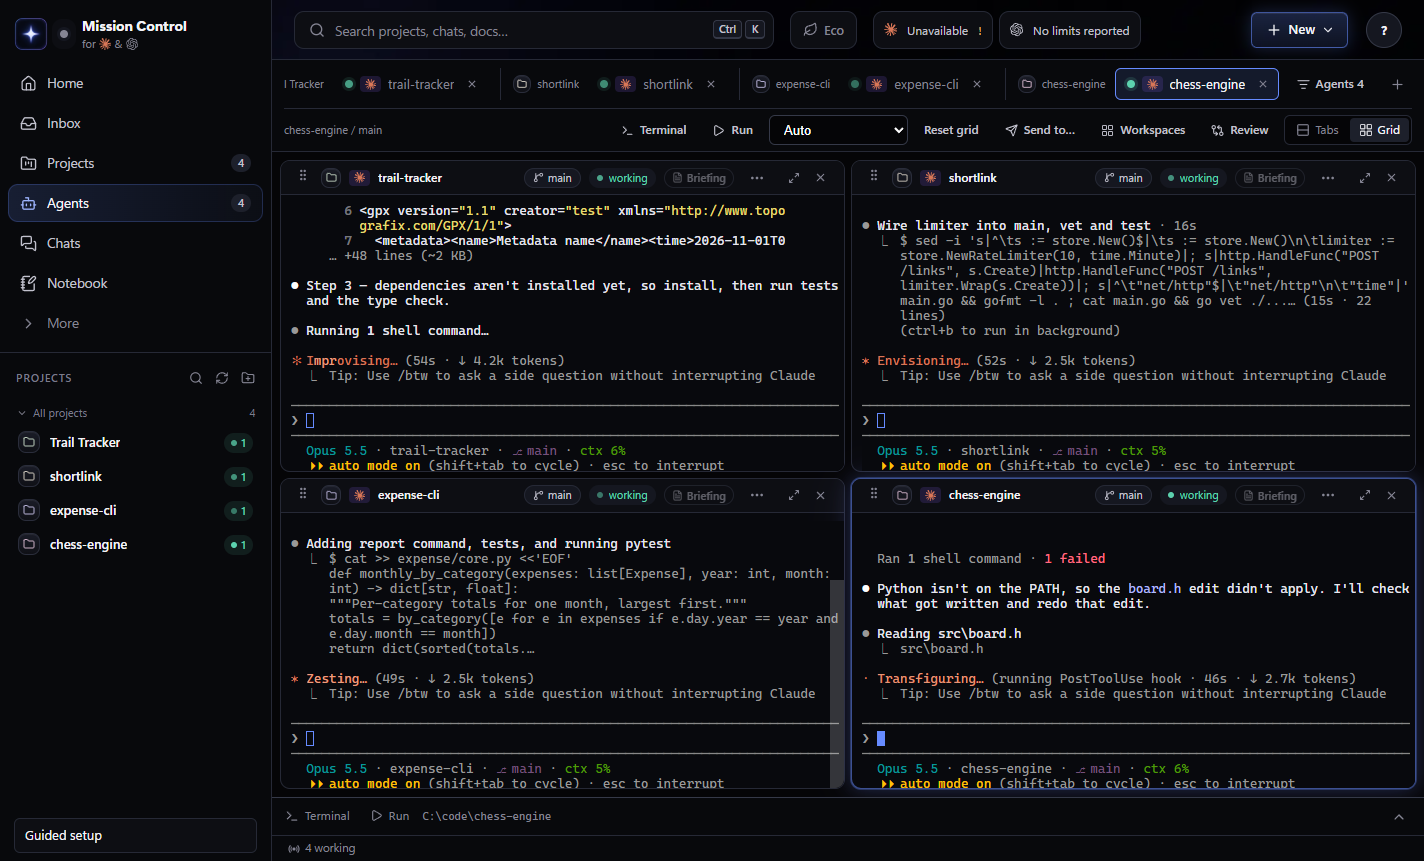 Mission Control
for &
Home
Inbox
Projects 4
Agents 4
Chats
Notebook
More
PROJECTS
All projects 4
Trail Tracker 1
shortlink 1
expense-cli 1
chess-engine 1
Guided setup
Search projects, chats, docs... Ctrl K
Eco
Unavailable !
No limits reported
New
?
l Tracker trail-tracker × shortlink shortlink × expense-cli expense-cli × chess-engine chess-engine × Agents 4 +
chess-engine / main
Terminal Run Auto Reset grid Send to... Workspaces Review Tabs Grid
trail-tracker main working Briefing ...
6 <gpx version="1.1" creator="test" xmlns="http://www.topo
grafix.com/GPX/1/1">
7 <metadata><name>Metadata name</name><time>2026-11-01T0
… +48 lines (~2 KB)
● Step 3 — dependencies aren't installed yet, so install, then run tests
and the type check.
● Running 1 shell command…
✻ Improvising… (54s · ↓ 4.2k tokens)
⎿ Tip: Use /btw to ask a side question without interrupting Claude
❯
Opus 5.5 · trail-tracker · main · ctx 6%
⏵⏵ auto mode on (shift+tab to cycle) · esc to interrupt
shortlink main working Briefing ...
● Wire limiter into main, vet and test · 16s
⎿ $ sed -i 's|^\ts := store.New()$|\ts := store.New()\n\tlimiter :=
store.NewRateLimiter(10, time.Minute)|; s|http.HandleFunc("POST
/links", s.Create)|http.HandleFunc("POST /links",
limiter.Wrap(s.Create))|; s|^\t"net/http"$|\t"net/http"\n\t"time"|'
main.go && gofmt -l . ; cat main.go && go vet ./...… (15s · 22
lines)
(ctrl+b to run in background)
✶ Envisioning… (52s · ↓ 2.5k tokens)
⎿ Tip: Use /btw to ask a side question without interrupting Claude
❯
Opus 5.5 · shortlink · main · ctx 5%
⏵⏵ auto mode on (shift+tab to cycle) · esc to interrupt
expense-cli main working Briefing ...
● Adding report command, tests, and running pytest
⎿ $ cat >> expense/core.py <<'EOF'
def monthly_by_category(expenses: list[Expense], year: int, month:
int) -> dict[str, float]:
"""Per-category totals for one month, largest first."""
totals = by_category([e for e in expenses if e.day.year == year and
e.day.month == month])
return dict(sorted(totals.…
✶ Zesting… (49s · ↓ 2.5k tokens)
⎿ Tip: Use /btw to ask a side question without interrupting Claude
❯
Opus 5.5 · expense-cli · main · ctx 5%
⏵⏵ auto mode on (shift+tab to cycle) · esc to interrupt
chess-engine main working Briefing ...
Ran 1 shell command · 1 failed
● Python isn't on the PATH, so the board.h edit didn't apply. I'll check
what got written and redo that edit.
● Reading src\board.h
⎿ src\board.h
· Transfiguring… (running PostToolUse hook · 46s · ↓ 2.7k tokens)
⎿ Tip: Use /btw to ask a side question without interrupting Claude
❯
Opus 5.5 · chess-engine · main · ctx 6%
⏵⏵ auto mode on (shift+tab to cycle) · esc to interrupt
Terminal Run C:\code\chess-engine
4 working